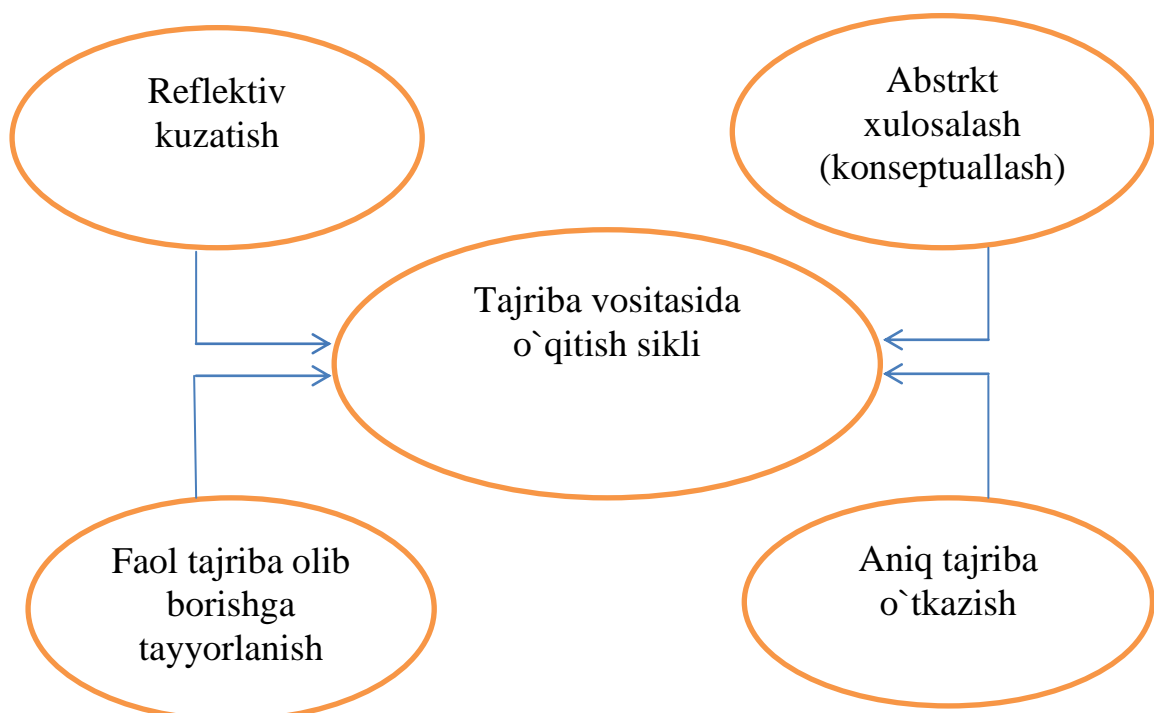 Reflektiv
kuzatish
Abstrkt
xulosalash
(konseptuallash)
Tajriba vositasida
o`qitish sikli
Faol tajriba olib
borishga
tayyorlanish
Aniq tajriba
o`tkazish